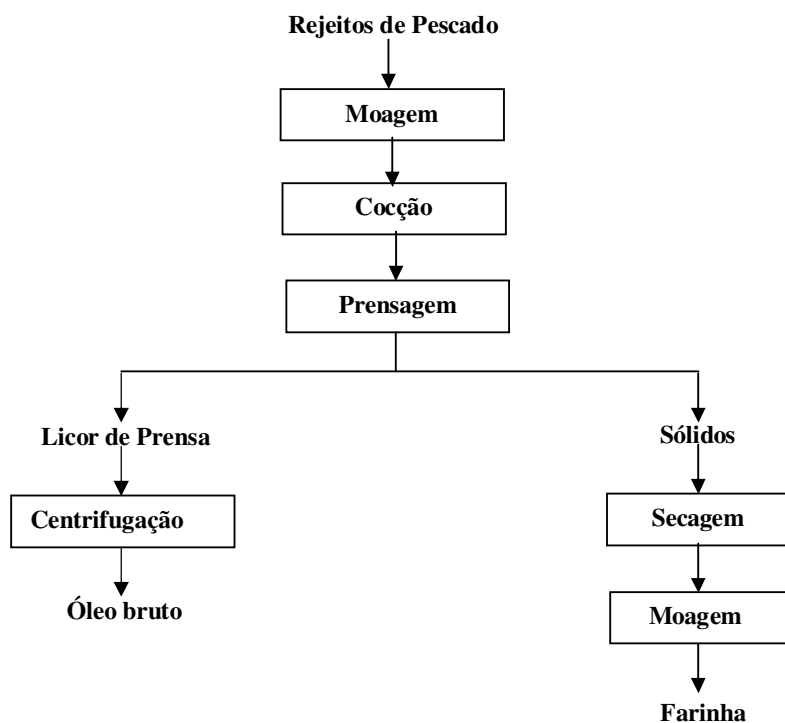 Rejeitos de Pescado
Moagem
Cocção
Prensagem
Licor de Prensa
Sólidos
Centrifugação
Secagem
Óleo bruto
Moagem
Farinha